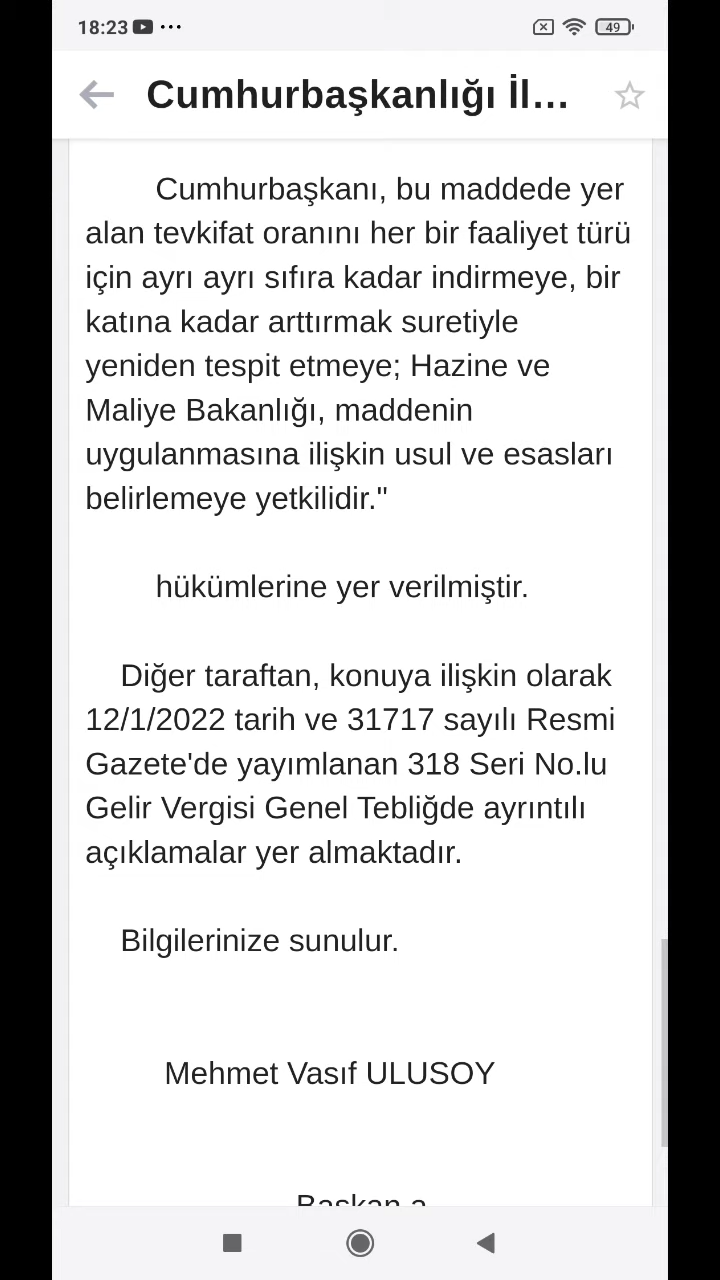 18:23
49
Cumhurbaşkanlığı İl...
Cumhurbaşkanı, bu maddede yer
alan tevkifat oranını her bir faaliyet türü
için ayrı ayrı sıfıra kadar indirmeye, bir
katına kadar arttırmak suretiyle
yeniden tespit etmeye; Hazine ve
Maliye Bakanlığı, maddenin
uygulanmasına ilişkin usul ve esasları
belirlemeye yetkilidir."
hükümlerine yer verilmiştir.
Diğer taraftan, konuya ilişkin olarak
12/1/2022 tarih ve 31717 sayılı Resmi
Gazete'de yayımlanan 318 Seri No.lu
Gelir Vergisi Genel Tebliğde ayrıntılı
açıklamalar yer almaktadır.
Bilgilerinize sunulur.
Mehmet Vasıf ULUSOY